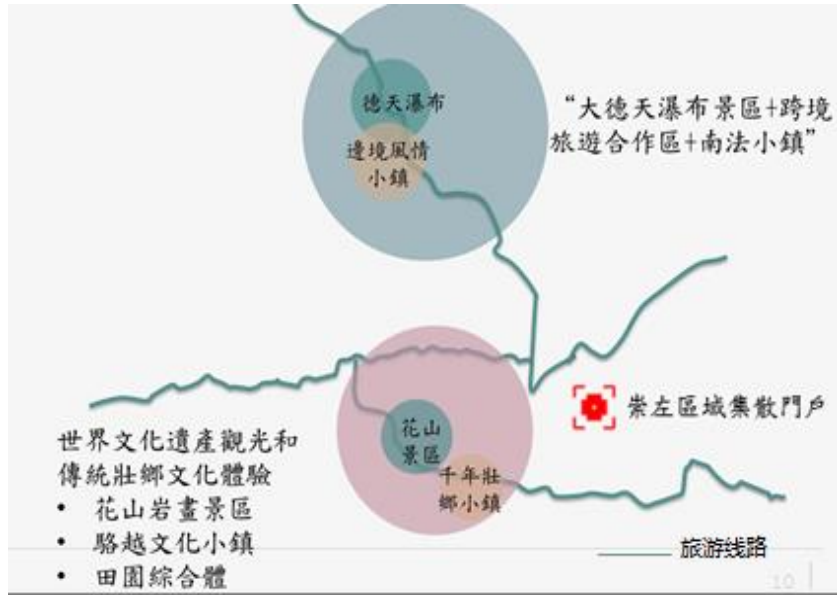 德天瀑布
邊境風情
小鎮
“大德天瀑布景區+跨境
旅遊合作區+南法小鎮”
崇左區域集散門戶
花山
景區
千年壯
鄉小鎮
世界文化遺產觀光和
傳統壯鄉文化體驗
• 花山岩畫景區
• 駱越文化小鎮
• 田園綜合體
旅游线路
10